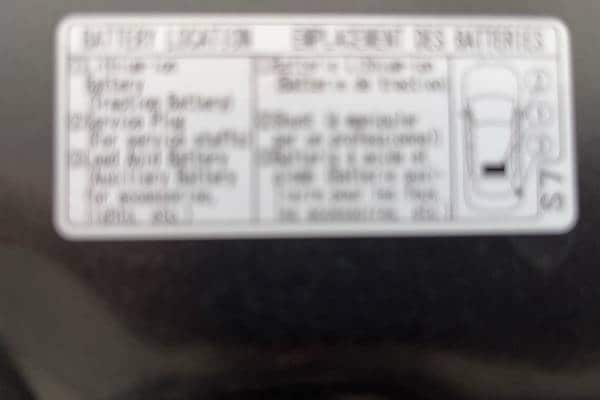 BATTERY LOCATION EMPLACEMENT DES BATTERIES
Lithium-ion
Battery
(Traction Battery)
Service Plug
(For service staffs)
Lead Acid Battery
(Auxiliary Battery
for accessories,
lights, etc.)
Batterie Lithium-ion
(Batterie de traction)
(à manipuler
par un professionnel)
Batterie à acide et
plomb (Batterie auxi-
liaire pour les feux,
les accessoires, etc.)
S7